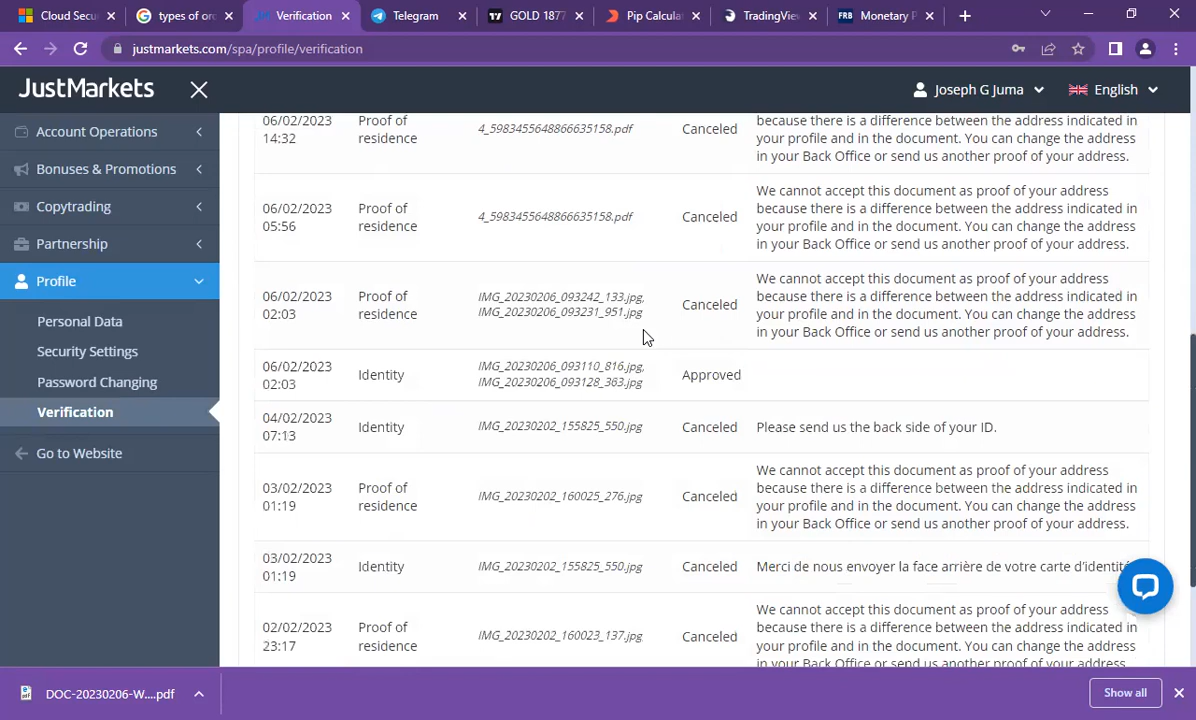 Cloud Secu
types of orc
Verification
Telegram
GOLD 1877
Pip Calcula
TradingVie
FRB
Monetary P
justmarkets.com/spa/profile/verification
JustMarkets
Joseph G Juma
English
Account Operations
Bonuses & Promotions
Copytrading
Partnership
Profile
Personal Data
Security Settings
Password Changing
Verification
Go to Website
06/02/2023
14:32
Proof of
residence
4_5983455648866635158.pdf
Canceled
because there is a difference between the address indicated in
your profile and in the document. You can change the address
in your Back Office or send us another proof of your address.
06/02/2023
05:56
Proof of
residence
4_5983455648866635158.pdf
Canceled
We cannot accept this document as proof of your address
because there is a difference between the address indicated in
your profile and in the document. You can change the address
in your Back Office or send us another proof of your address.
06/02/2023
02:03
Proof of
residence
IMG_20230206_093242_133.jpg,
IMG_20230206_093231_951.jpg
Canceled
We cannot accept this document as proof of your address
because there is a difference between the address indicated in
your profile and in the document. You can change the address
in your Back Office or send us another proof of your address.
06/02/2023
02:03
Identity
IMG_20230206_093110_816.jpg,
IMG_20230206_093128_363.jpg
Approved
04/02/2023
07:13
Identity
IMG_20230202_155825_550.jpg
Canceled
Please send us the back side of your ID.
03/02/2023
01:19
Proof of
residence
IMG_20230202_160025_276.jpg
Canceled
We cannot accept this document as proof of your address
because there is a difference between the address indicated in
your profile and in the document. You can change the address
in your Back Office or send us another proof of your address.
03/02/2023
01:19
Identity
IMG_20230202_155825_550.jpg
Canceled
Merci de nous envoyer la face arrière de votre carte d'identité
02/02/2023
23:17
Proof of
residence
IMG_20230202_160023_137.jpg
Canceled
We cannot accept this document as proof of your address
because there is a difference between the address indicated in
your profile and in the document. You can change the address
in your Back Office or send us another proof of your address.
DOC-20230206-W....pdf
Show all